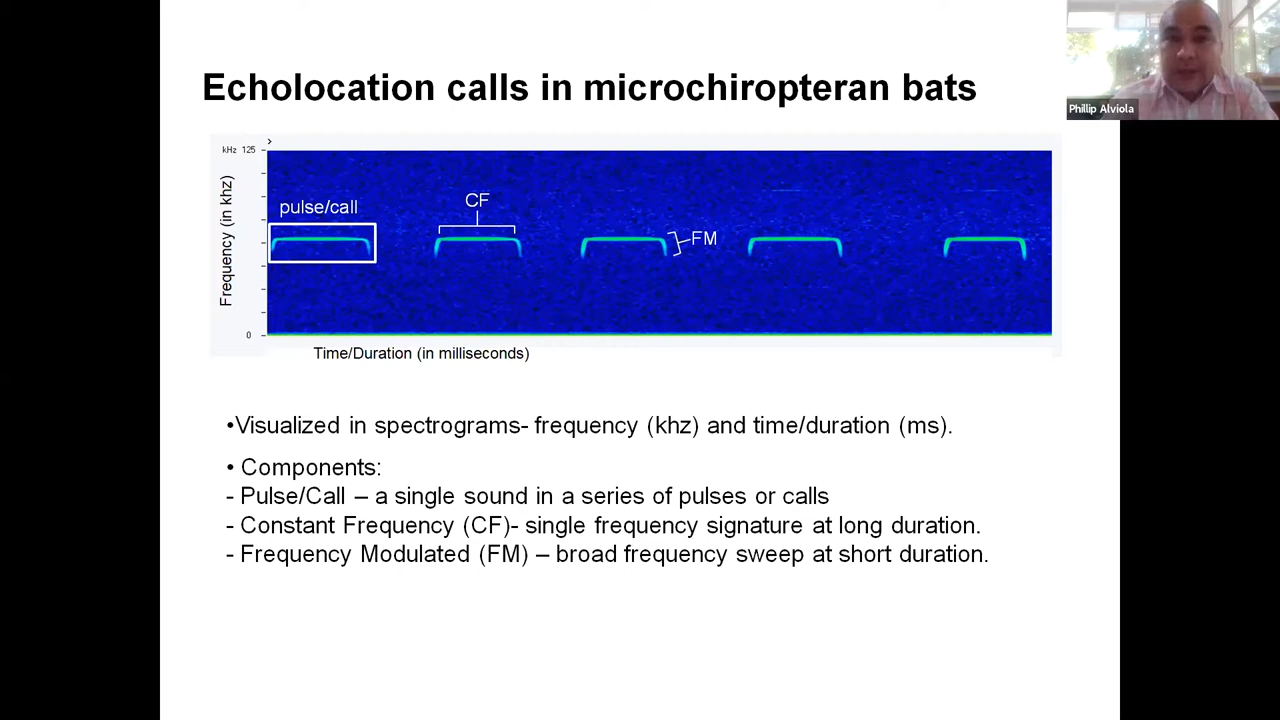 Echolocation calls in microchiropteran bats
Phillip Alviola
kHz 125
Frequency (in khz)
pulse/call
CF
FM
0
Time/Duration (in milliseconds)
•Visualized in spectrograms- frequency (khz) and time/duration (ms).
• Components:
- Pulse/Call – a single sound in a series of pulses or calls
- Constant Frequency (CF)- single frequency signature at long duration.
- Frequency Modulated (FM) – broad frequency sweep at short duration.